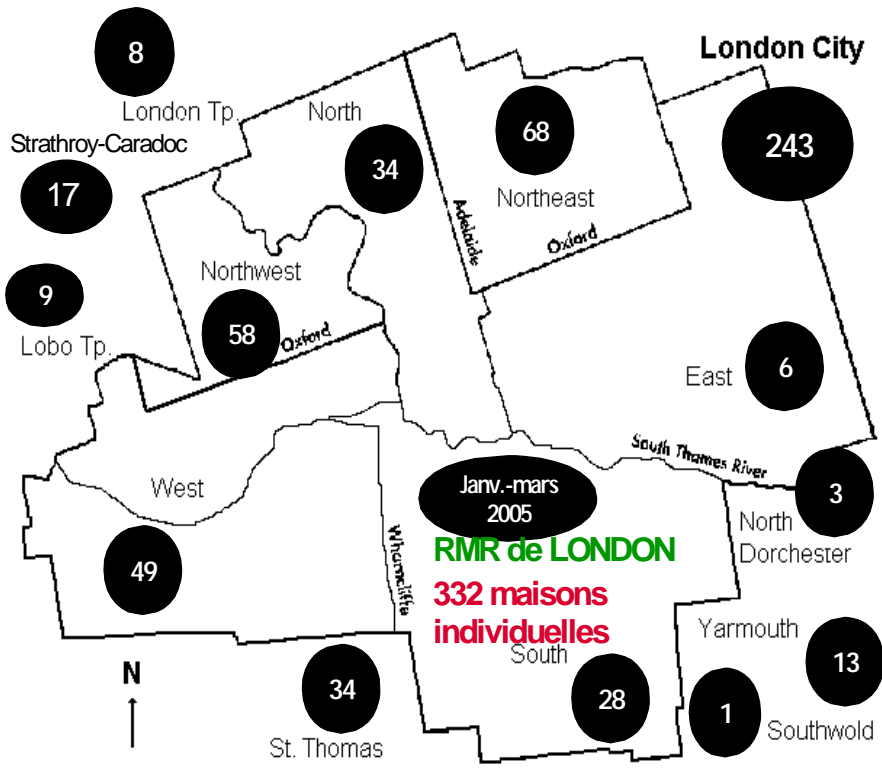 8
London City
London Tp.
North
68
243
Strathroy-Caradoc
34
17
Northeast
Adelaide
Oxford
Northwest
9
58
Oxford
Lobo Tp.
East
6
South Thames River
West
Janv.-mars
2005
3
North
Dorchester
Wharncliffe
RMR de LONDON
49
332 maisons
individuelles
South
Yarmouth
13
N
34
28
1
Southwold
St. Thomas